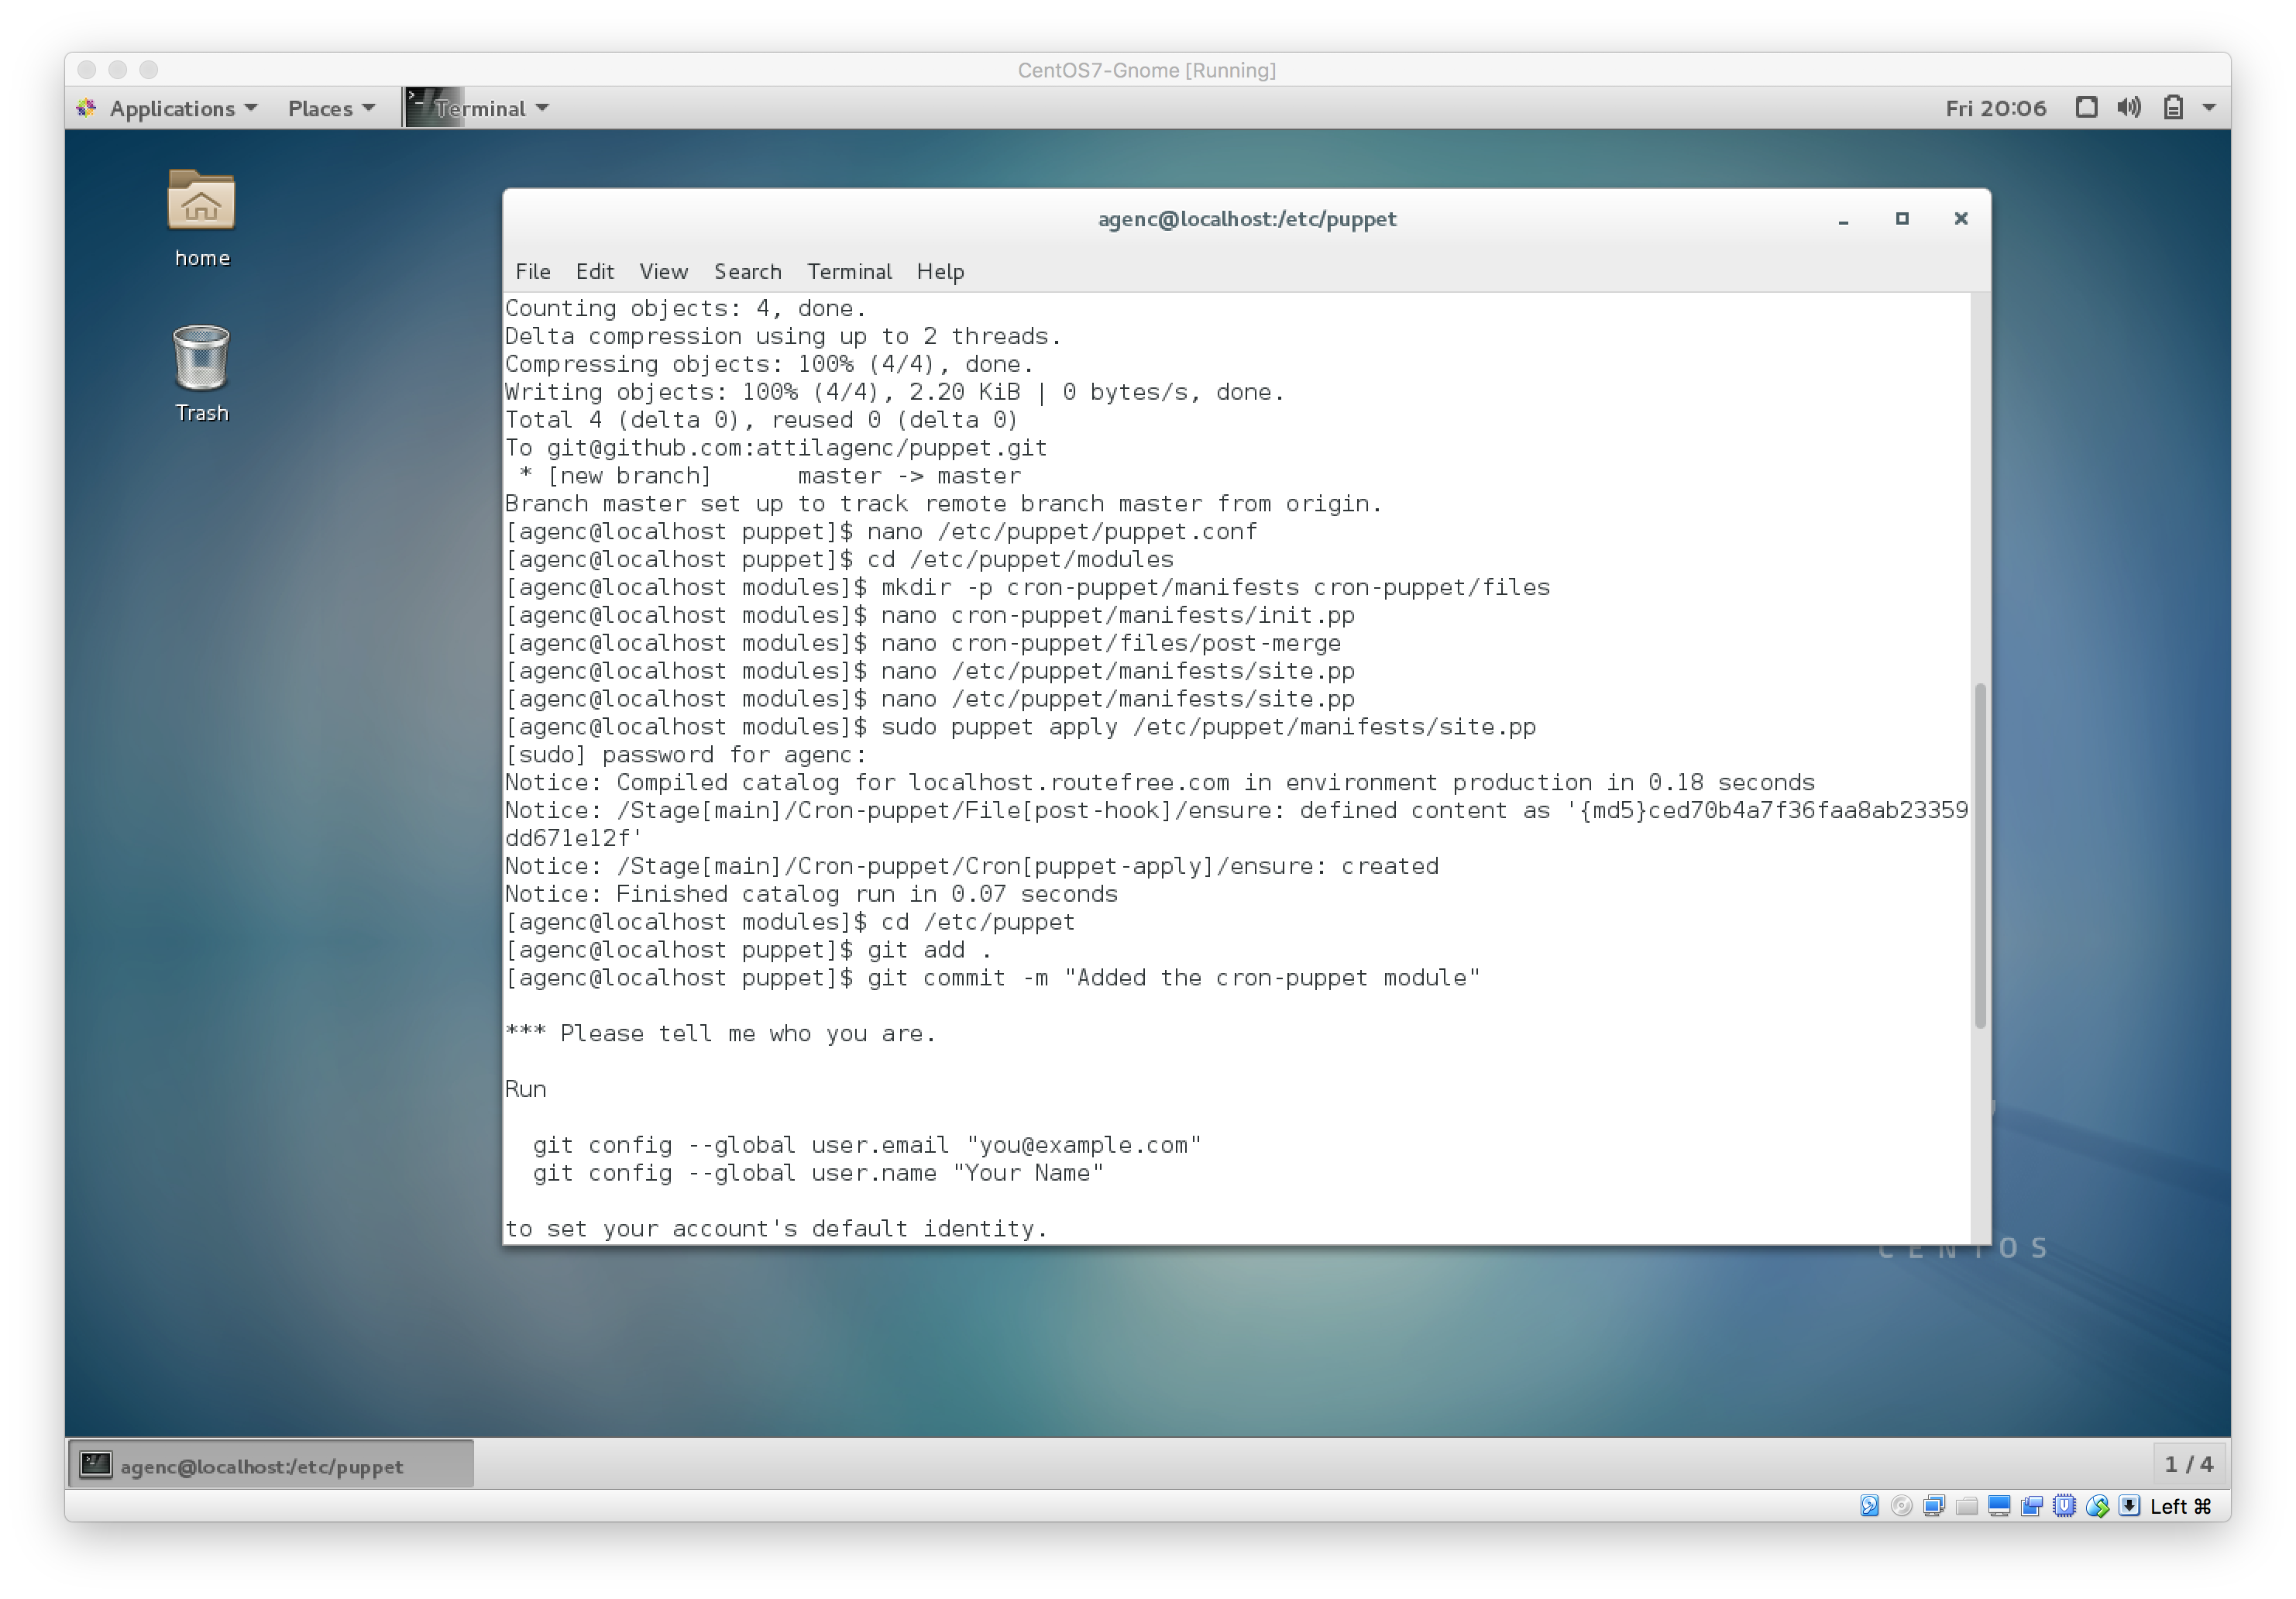 CentOS7-Gnome [Running]
Applications Places Terminal Fri 20:06
home
Trash
agenc@localhost:/etc/puppet
File Edit View Search Terminal Help
Counting objects: 4, done.
Delta compression using up to 2 threads.
Compressing objects: 100% (4/4), done.
Writing objects: 100% (4/4), 2.20 KiB | 0 bytes/s, done.
Total 4 (delta 0), reused 0 (delta 0)
To git@github.com:attilagenc/puppet.git
 * [new branch]      master -> master
Branch master set up to track remote branch master from origin.
[agenc@localhost puppet]$ nano /etc/puppet/puppet.conf
[agenc@localhost puppet]$ cd /etc/puppet/modules
[agenc@localhost modules]$ mkdir -p cron-puppet/manifests cron-puppet/files
[agenc@localhost modules]$ nano cron-puppet/manifests/init.pp
[agenc@localhost modules]$ nano cron-puppet/files/post-merge
[agenc@localhost modules]$ nano /etc/puppet/manifests/site.pp
[agenc@localhost modules]$ nano /etc/puppet/manifests/site.pp
[agenc@localhost modules]$ sudo puppet apply /etc/puppet/manifests/site.pp
[sudo] password for agenc:
Notice: Compiled catalog for localhost.routefree.com in environment production in 0.18 seconds
Notice: /Stage[main]/Cron-puppet/File[post-hook]/ensure: defined content as '{md5}ced70b4a7f36faa8ab23359
dd671e12f'
Notice: /Stage[main]/Cron-puppet/Cron[puppet-apply]/ensure: created
Notice: Finished catalog run in 0.07 seconds
[agenc@localhost modules]$ cd /etc/puppet
[agenc@localhost puppet]$ git add .
[agenc@localhost puppet]$ git commit -m "Added the cron-puppet module"
*** Please tell me who you are.
Run
  git config --global user.email "you@example.com"
  git config --global user.name "Your Name"
to set your account's default identity.
CENTOS
agenc@localhost:/etc/puppet
1 / 4
Left ⌘